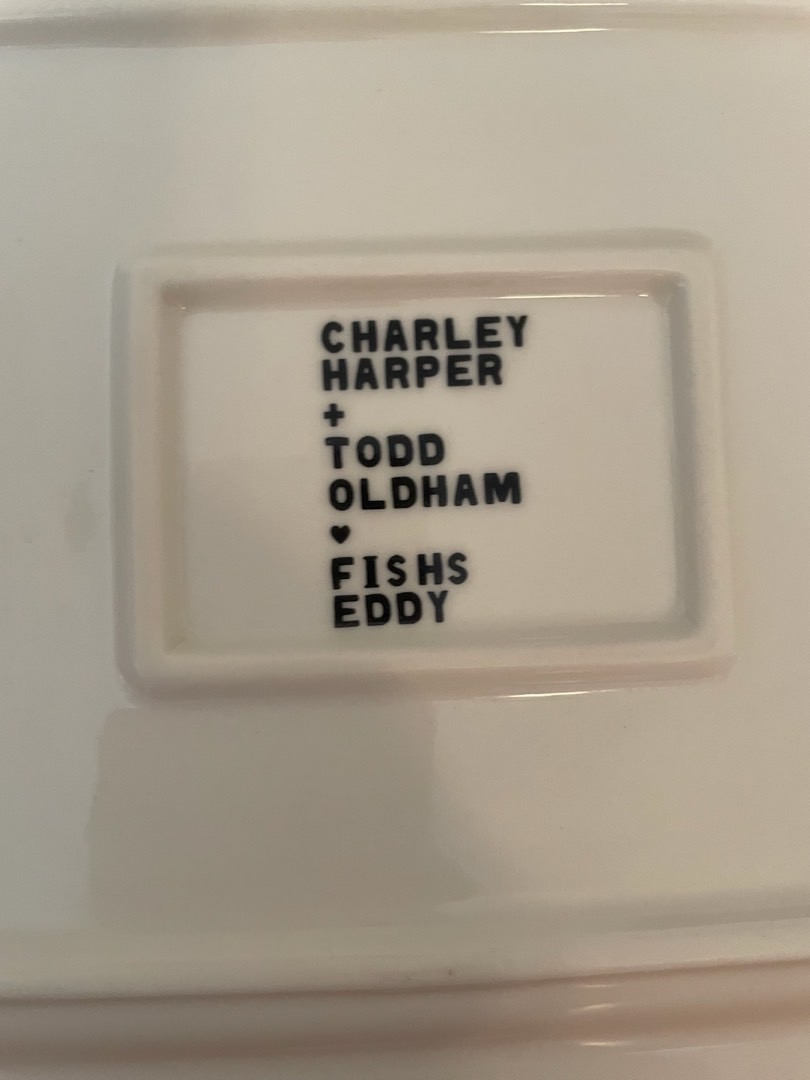 CHARLEY
HARPER
+
TODD
OLDHAM
♥
FISHS
EDDY